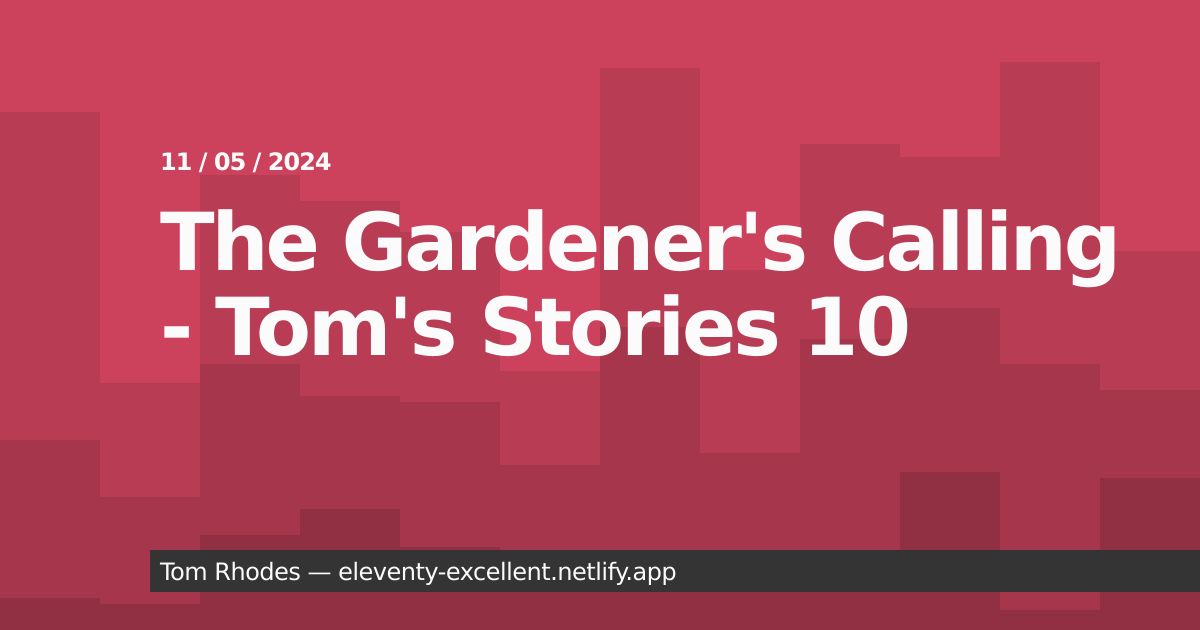 11 / 05 / 2024
The Gardener's Calling
- Tom's Stories 10
Tom Rhodes — eleventy-excellent.netlify.app